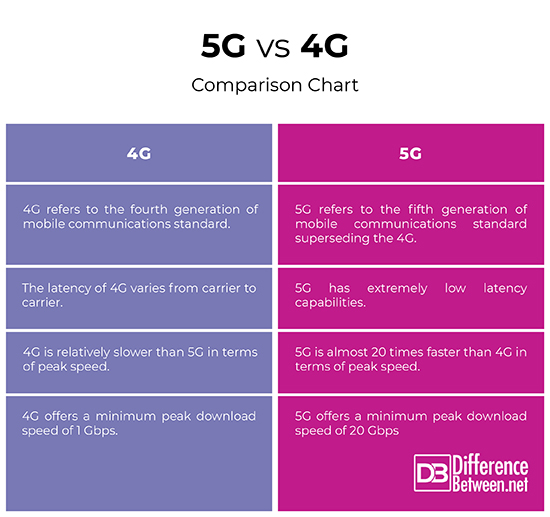 5G vs 4G
Comparison Chart
4G
5G
4G refers to the fourth generation of
mobile communications standard.
5G refers to the fifth generation of
mobile communications standard
superseding the 4G.
The latency of 4G varies from carrier to
carrier.
5G has extremely low latency
capabilities.
4G is relatively slower than 5G in terms
of peak speed.
5G is almost 20 times faster than 4G in
terms of peak speed.
4G offers a minimum peak download
speed of 1 Gbps.
5G offers a minimum peak download
speed of 20 Gbps
DB Difference
Between.net